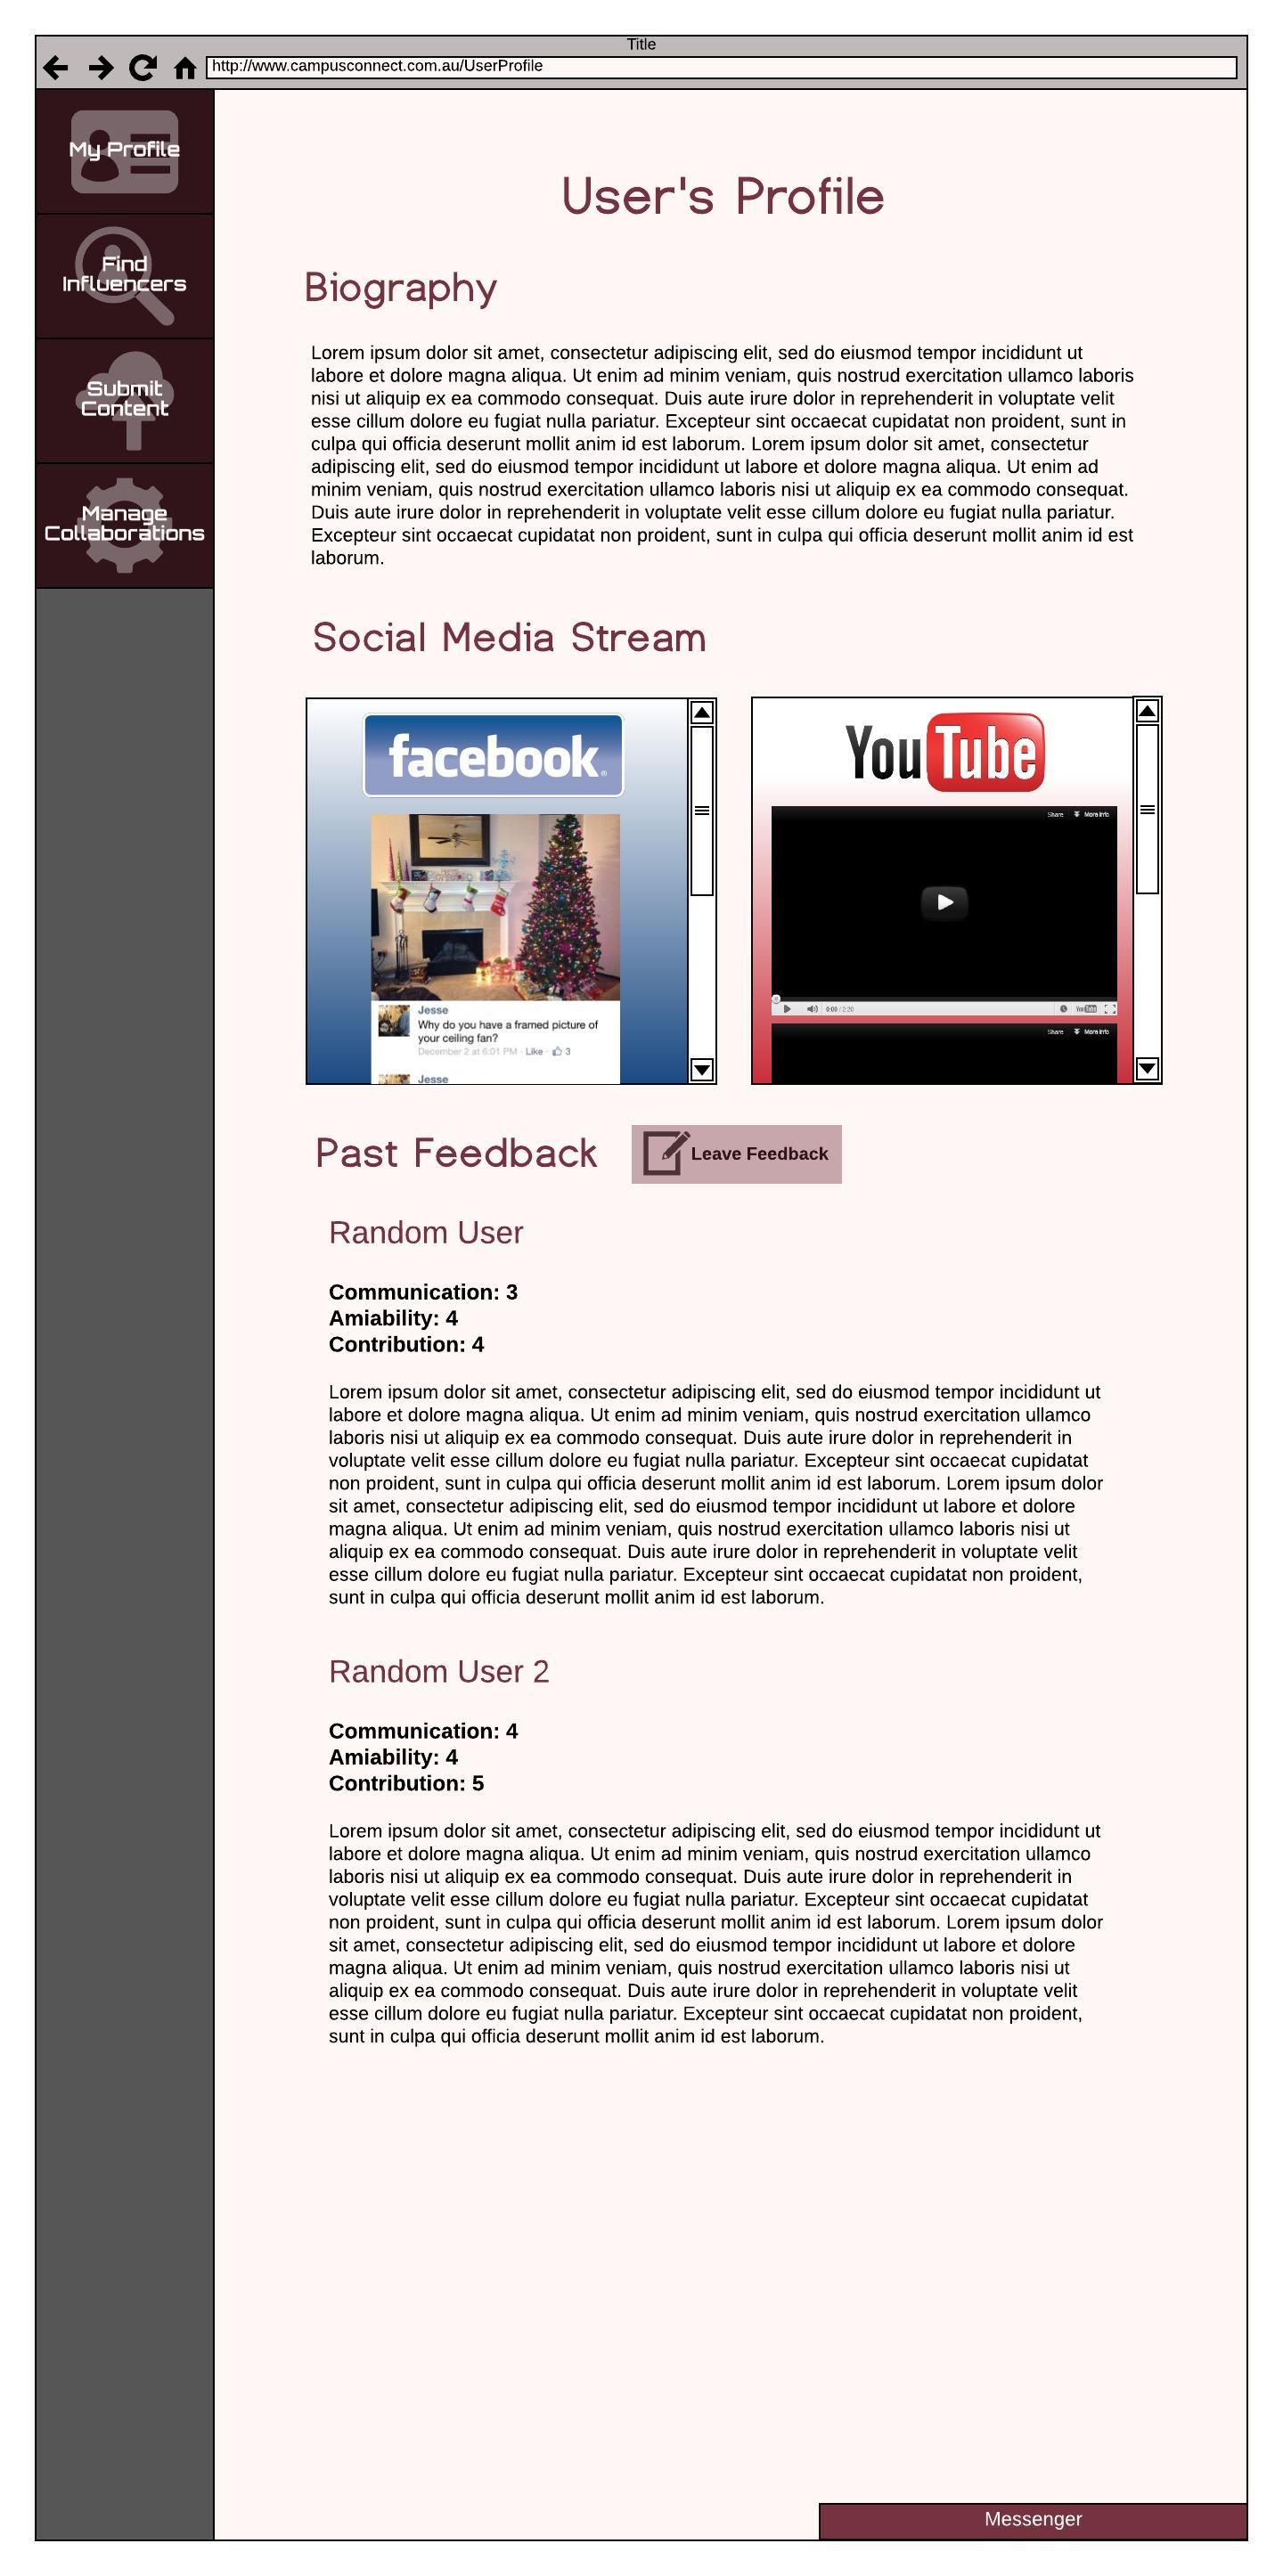 Title
http://www.campusconnect.com.au/UserProfile
My Profile
Find
Influencers
Submit
Content
Manage
Collaborations
User's Profile
Biography
Lorem ipsum dolor sit amet, consectetur adipiscing elit, sed do eiusmod tempor incididunt ut
labore et dolore magna aliqua. Ut enim ad minim veniam, quis nostrud exercitation ullamco laboris
nisi ut aliquip ex ea commodo consequat. Duis aute irure dolor in reprehenderit in voluptate velit
esse cillum dolore eu fugiat nulla pariatur. Excepteur sint occaecat cupidatat non proident, sunt in
culpa qui officia deserunt mollit anim id est laborum. Lorem ipsum dolor sit amet, consectetur
adipiscing elit, sed do eiusmod tempor incididunt ut labore et dolore magna aliqua. Ut enim ad
minim veniam, quis nostrud exercitation ullamco laboris nisi ut aliquip ex ea commodo consequat.
Duis aute irure dolor in reprehenderit in voluptate velit esse cillum dolore eu fugiat nulla pariatur.
Excepteur sint occaecat cupidatat non proident, sunt in culpa qui officia deserunt mollit anim id est
laborum.
Social Media Stream
facebook®
Jesse
Why do you have a framed picture of
your ceiling fan?
December 2 at 6:01 PM · Like · 3
Jesse
YouTube
Share More info
0:00 / 2:20 YouTube
Share More info
Past Feedback
Leave Feedback
Random User
Communication: 3
Amiability: 4
Contribution: 4
Lorem ipsum dolor sit amet, consectetur adipiscing elit, sed do eiusmod tempor incididunt ut
labore et dolore magna aliqua. Ut enim ad minim veniam, quis nostrud exercitation ullamco
laboris nisi ut aliquip ex ea commodo consequat. Duis aute irure dolor in reprehenderit in
voluptate velit esse cillum dolore eu fugiat nulla pariatur. Excepteur sint occaecat cupidatat
non proident, sunt in culpa qui officia deserunt mollit anim id est laborum. Lorem ipsum dolor
sit amet, consectetur adipiscing elit, sed do eiusmod tempor incididunt ut labore et dolore
magna aliqua. Ut enim ad minim veniam, quis nostrud exercitation ullamco laboris nisi ut
aliquip ex ea commodo consequat. Duis aute irure dolor in reprehenderit in voluptate velit
esse cillum dolore eu fugiat nulla pariatur. Excepteur sint occaecat cupidatat non proident,
sunt in culpa qui officia deserunt mollit anim id est laborum.
Random User 2
Communication: 4
Amiability: 4
Contribution: 5
Lorem ipsum dolor sit amet, consectetur adipiscing elit, sed do eiusmod tempor incididunt ut
labore et dolore magna aliqua. Ut enim ad minim veniam, quis nostrud exercitation ullamco
laboris nisi ut aliquip ex ea commodo consequat. Duis aute irure dolor in reprehenderit in
voluptate velit esse cillum dolore eu fugiat nulla pariatur. Excepteur sint occaecat cupidatat
non proident, sunt in culpa qui officia deserunt mollit anim id est laborum. Lorem ipsum dolor
sit amet, consectetur adipiscing elit, sed do eiusmod tempor incididunt ut labore et dolore
magna aliqua. Ut enim ad minim veniam, quis nostrud exercitation ullamco laboris nisi ut
aliquip ex ea commodo consequat. Duis aute irure dolor in reprehenderit in voluptate velit
esse cillum dolore eu fugiat nulla pariatur. Excepteur sint occaecat cupidatat non proident,
sunt in culpa qui officia deserunt mollit anim id est laborum.
Messenger